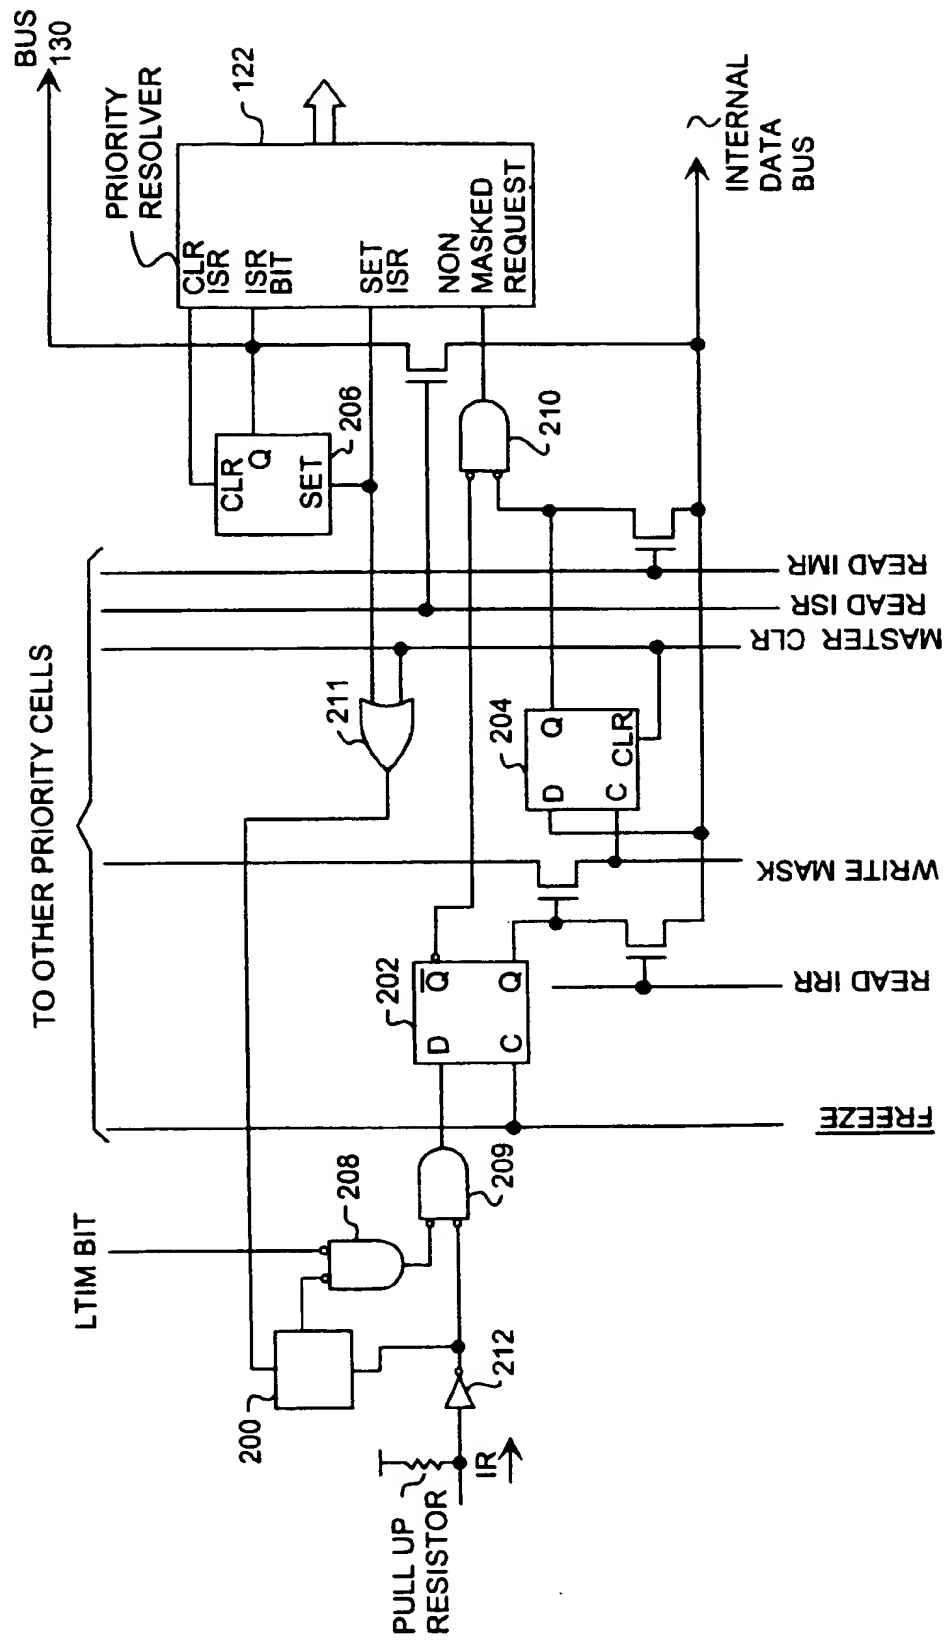 BUS
130
PRIORITY
RESOLVER
122
CLR
ISR
ISR
BIT
SET
ISR
NON
MASKED
REQUEST
INTERNAL
DATA
BUS
CLR
Q
SET
206
210
TO OTHER PRIORITY CELLS
211
204
D
Q
C
CLR
READ IMR
READ ISR
MASTER CLR
WRITE MASK
READ IRR
FREEZE
202
D
Q
C
Q
LTIM BIT
208
209
200
212
PULL UP
RESISTOR
IR